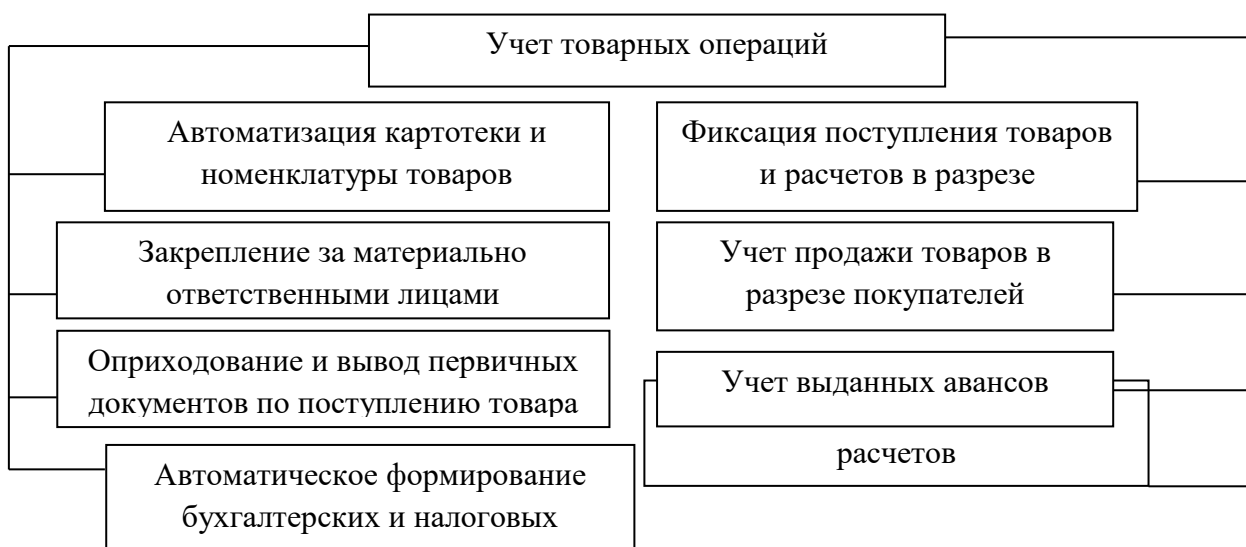 Учет товарных операций
Автоматизация картотеки и
номенклатуры товаров
Фиксация поступления товаров
и расчетов в разрезе
Закрепление за материально
ответственными лицами
Учет продажи товаров в
разрезе покупателей
Оприходование и вывод первичных
документов по поступлению товара
Учет выданных авансов
расчетов
Автоматическое формирование
бухгалтерских и налоговых